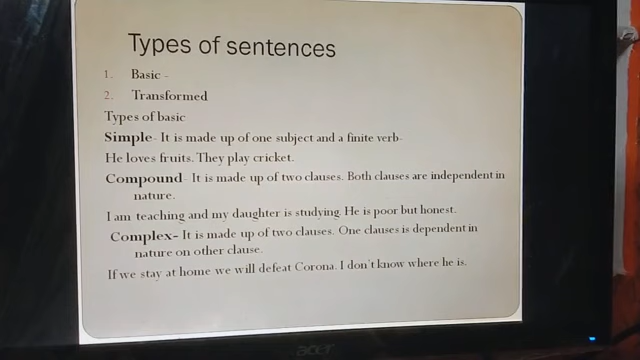 Types of sentences
1. Basic -
2. Transformed
Types of basic
Simple- It is made up of one subject and a finite verb-
He loves fruits. They play cricket.
Compound- It is made up of two clauses. Both clauses are independent in
nature.
I am teaching and my daughter is studying. He is poor but honest.
Complex- It is made up of two clauses. One clauses is dependent in
nature on other clause.
If we stay at home we will defeat Corona. I don't know where he is.
acer